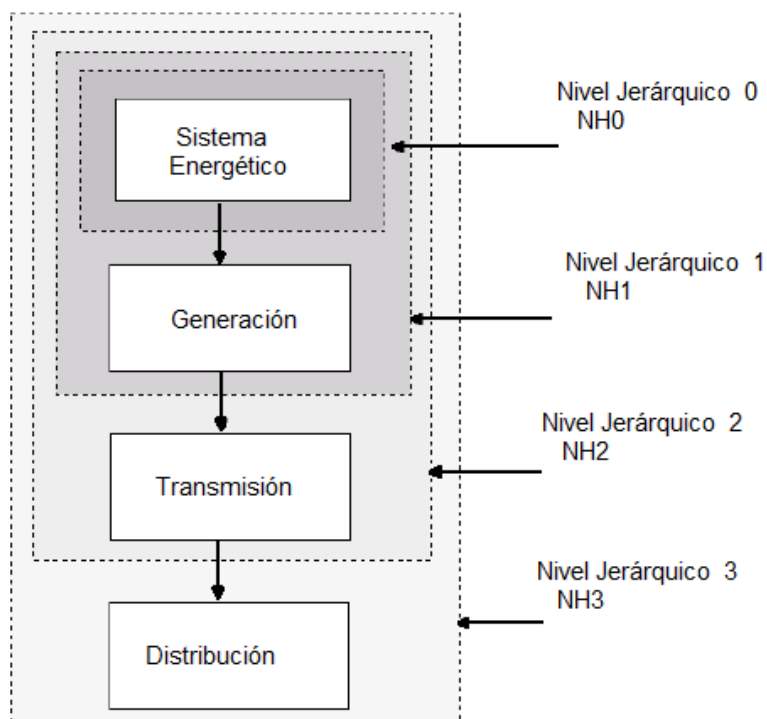 Nivel Jerárquico 0
NH0
Sistema
Energético
Nivel Jerárquico 1
NH1
Generación
Nivel Jerárquico 2
NH2
Transmisión
Nivel Jerárquico 3
NH3
Distribución